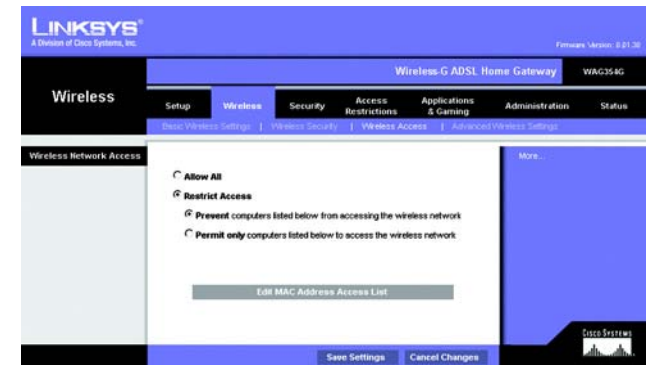 LINKSYS®
A Division of Cisco Systems, Inc.
Firmware Version: 8.01.38
Wireless-G ADSL Home Gateway WAG354G
Wireless
Setup Wireless Security Access Restrictions Applications & Gaming Administration Status
Basic Wireless Settings | Wireless Security | Wireless Access | Advanced Wireless Settings
Wireless Network Access
More...
Allow All
Restrict Access
Prevent computers listed below from accessing the wireless network
Permit only computers listed below to access the wireless network
Edit MAC Address Access List
CISCO SYSTEMS
Save Settings Cancel Changes